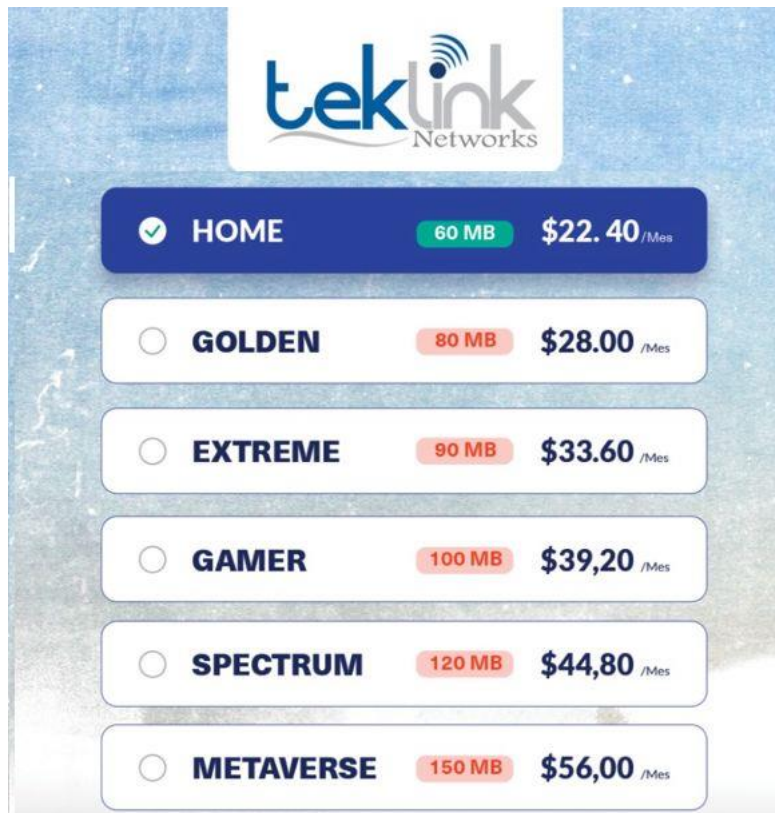 teklink
Networks
HOME 60 MB $22. 40 /Mes
GOLDEN 80 MB $28.00 /Mes
EXTREME 90 MB $33.60 /Mes
GAMER 100 MB $39,20 /Mes
SPECTRUM 120 MB $44,80 /Mes
METAVERSE 150 MB $56,00 /Mes